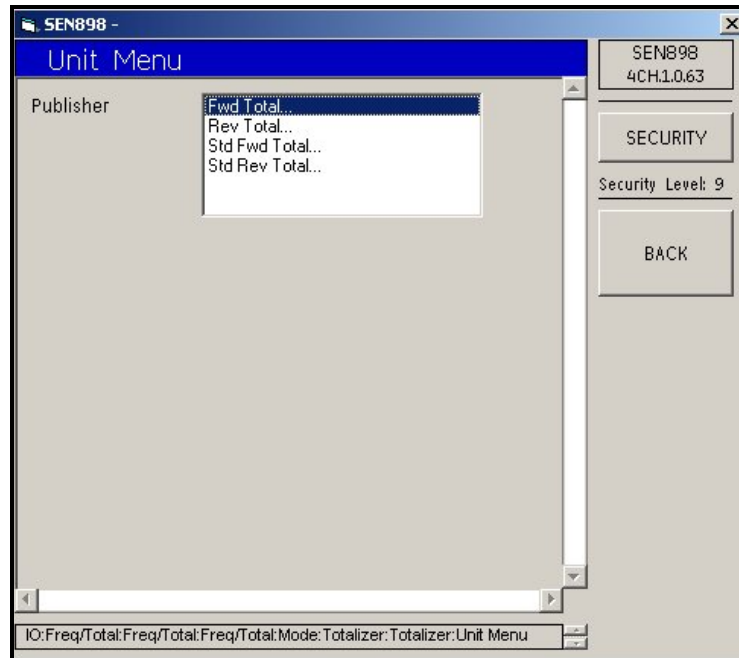 SEN898 -
Unit Menu
Publisher
Fwd Total...
Rev Total...
Std Fwd Total...
Std Rev Total...
SEN898
4CH.1.0.63
SECURITY
Security Level: 9
BACK
IO:Freq/Total:Freq/Total:Freq/Total:Mode:Totalizer:Totalizer:Unit Menu